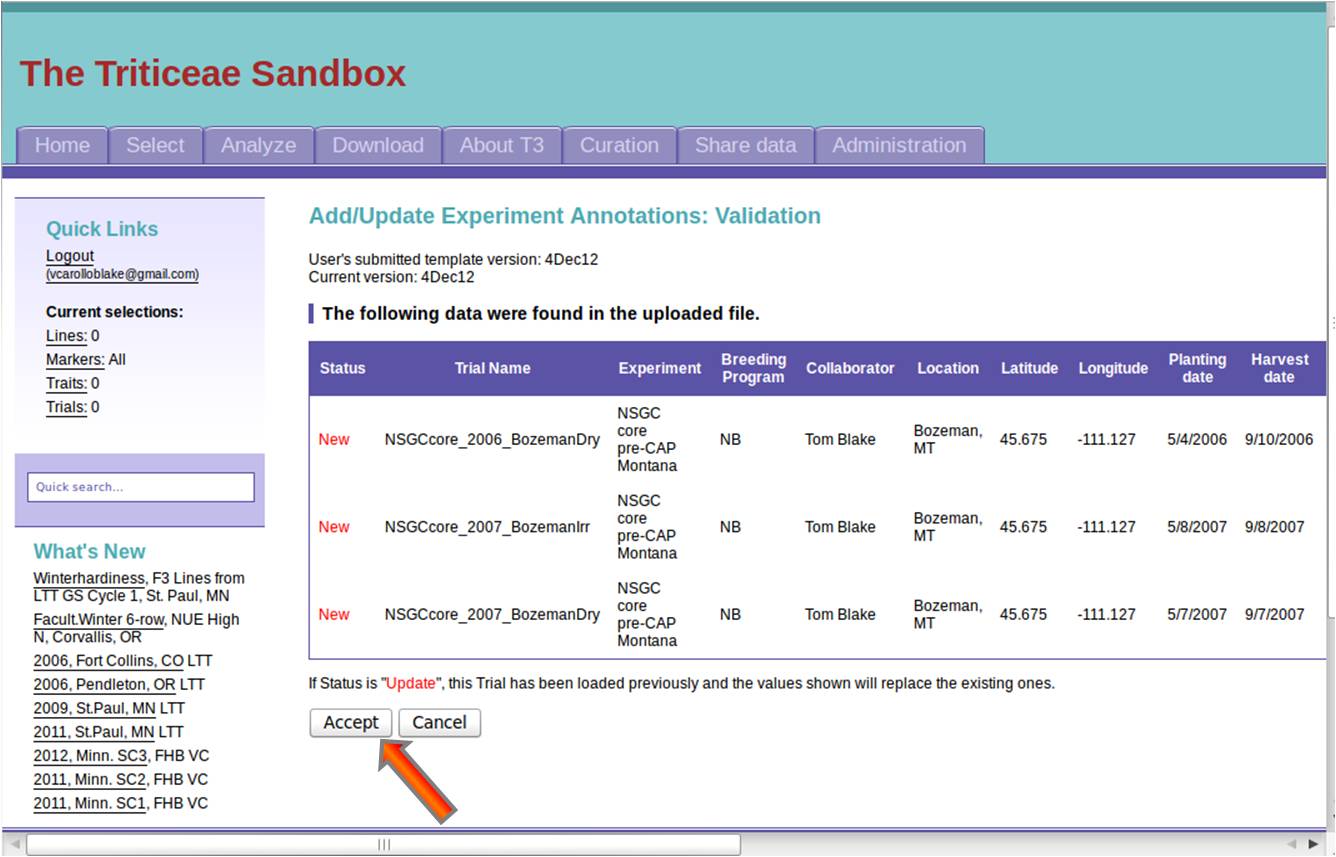 The Triticeae Sandbox
Home Select Analyze Download About T3 Curation Share data Administration
Quick Links
Logout
(vcarolloblake@gmail.com)
Current selections:
Lines: 0
Markers: All
Traits: 0
Trials: 0
Quick search...
What's New
Winterhardiness, F3 Lines from
LTT GS Cycle 1, St. Paul, MN
Facult.Winter 6-row, NUE High
N, Corvallis, OR
2006, Fort Collins, CO LTT
2006, Pendleton, OR LTT
2009, St.Paul, MN LTT
2011, St.Paul, MN LTT
2012, Minn. SC3, FHB VC
2011, Minn. SC2, FHB VC
2011, Minn. SC1, FHB VC
Add/Update Experiment Annotations: Validation
User's submitted template version: 4Dec12
Current version: 4Dec12
The following data were found in the uploaded file.
Status Trial Name Experiment Breeding Program Collaborator Location Latitude Longitude Planting date Harvest date
New NSGCcore_2006_BozemanDry NSGC core pre-CAP Montana NB Tom Blake Bozeman, MT 45.675 -111.127 5/4/2006 9/10/2006
New NSGCcore_2007_BozemanIrr NSGC core pre-CAP Montana NB Tom Blake Bozeman, MT 45.675 -111.127 5/8/2007 9/8/2007
New NSGCcore_2007_BozemanDry NSGC core pre-CAP Montana NB Tom Blake Bozeman, MT 45.675 -111.127 5/7/2007 9/7/2007
If Status is "Update", this Trial has been loaded previously and the values shown will replace the existing ones.
Accept Cancel